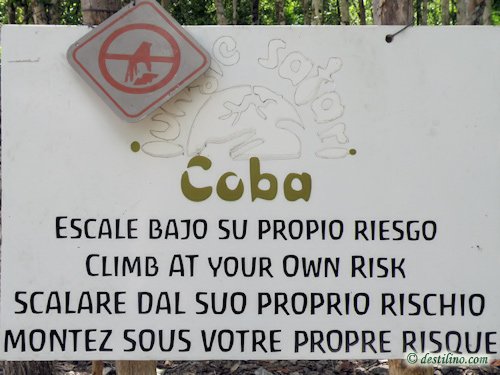 Jungle Safari
Coba
ESCALE BAJO SU PROPIO RIESGO
CLIMB AT YOUR OWN RISK
SCALARE DAL SUO PROPRIO RISCHIO
MONTEZ SOUS VOTRE PROPRE RISQUE
© destilino.com